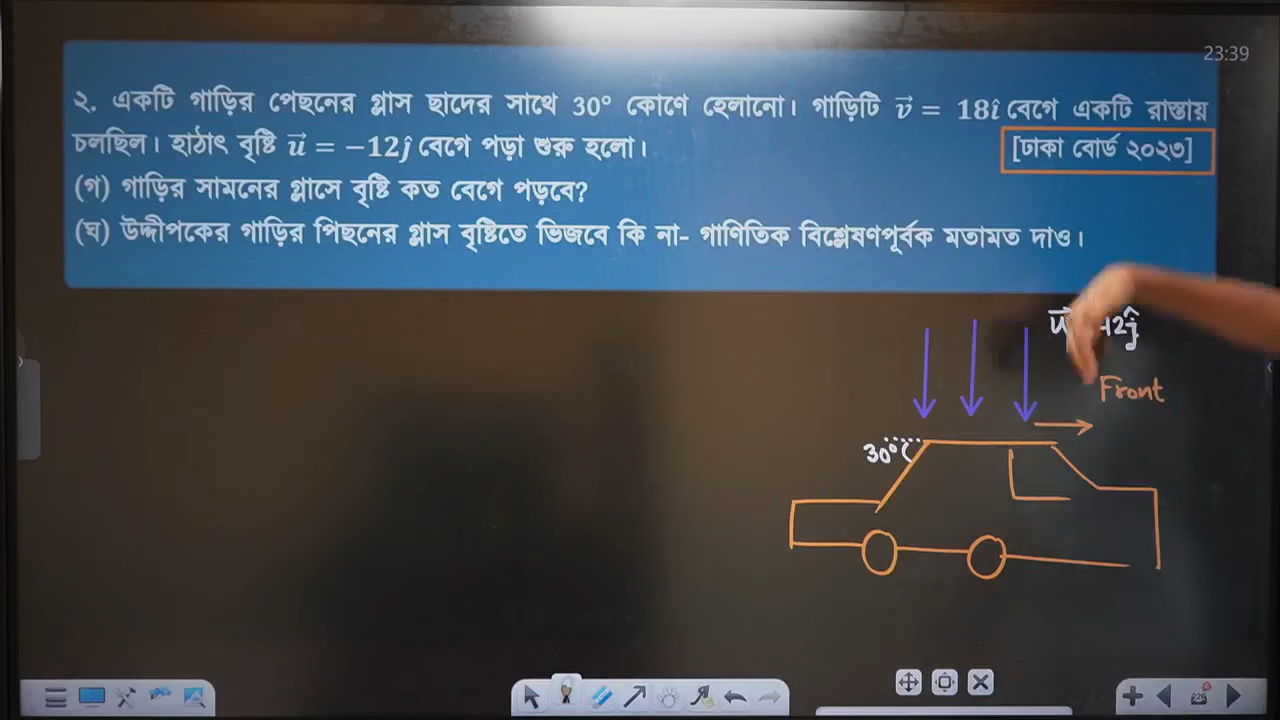 23:39
২. একটি গাড়ির পেছনের গ্লাস ছাদের সাথে 30° কোণে হেলানো। গাড়িটি v⃗ = 18î বেগে একটি রাস্তায়
চলছিল। হাঠাৎ বৃষ্টি u⃗ = −12ĵ বেগে পড়া শুরু হলো। [ঢাকা বোর্ড ২০২৩]
(গ) গাড়ির সামনের গ্লাসে বৃষ্টি কত বেগে পড়বে?
(ঘ) উদ্দীপকের গাড়ির পিছনের গ্লাস বৃষ্টিতে ভিজবে কি না- গাণিতিক বিশ্লেষণপূর্বক মতামত দাও।
12ĵ
Front
30°